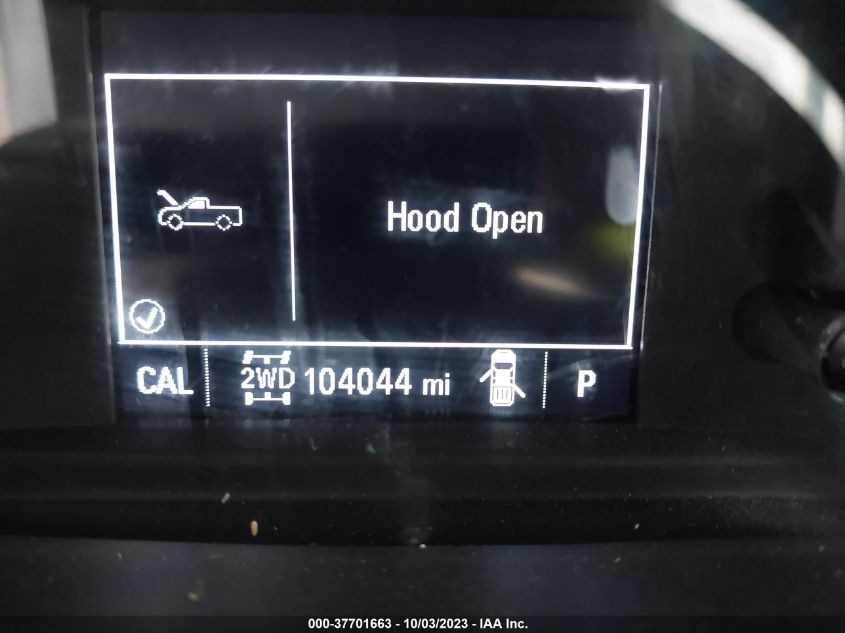 Hood Open
CAL 2WD 104044 mi P
000-37701663 - 10/03/2023 - IAA Inc.